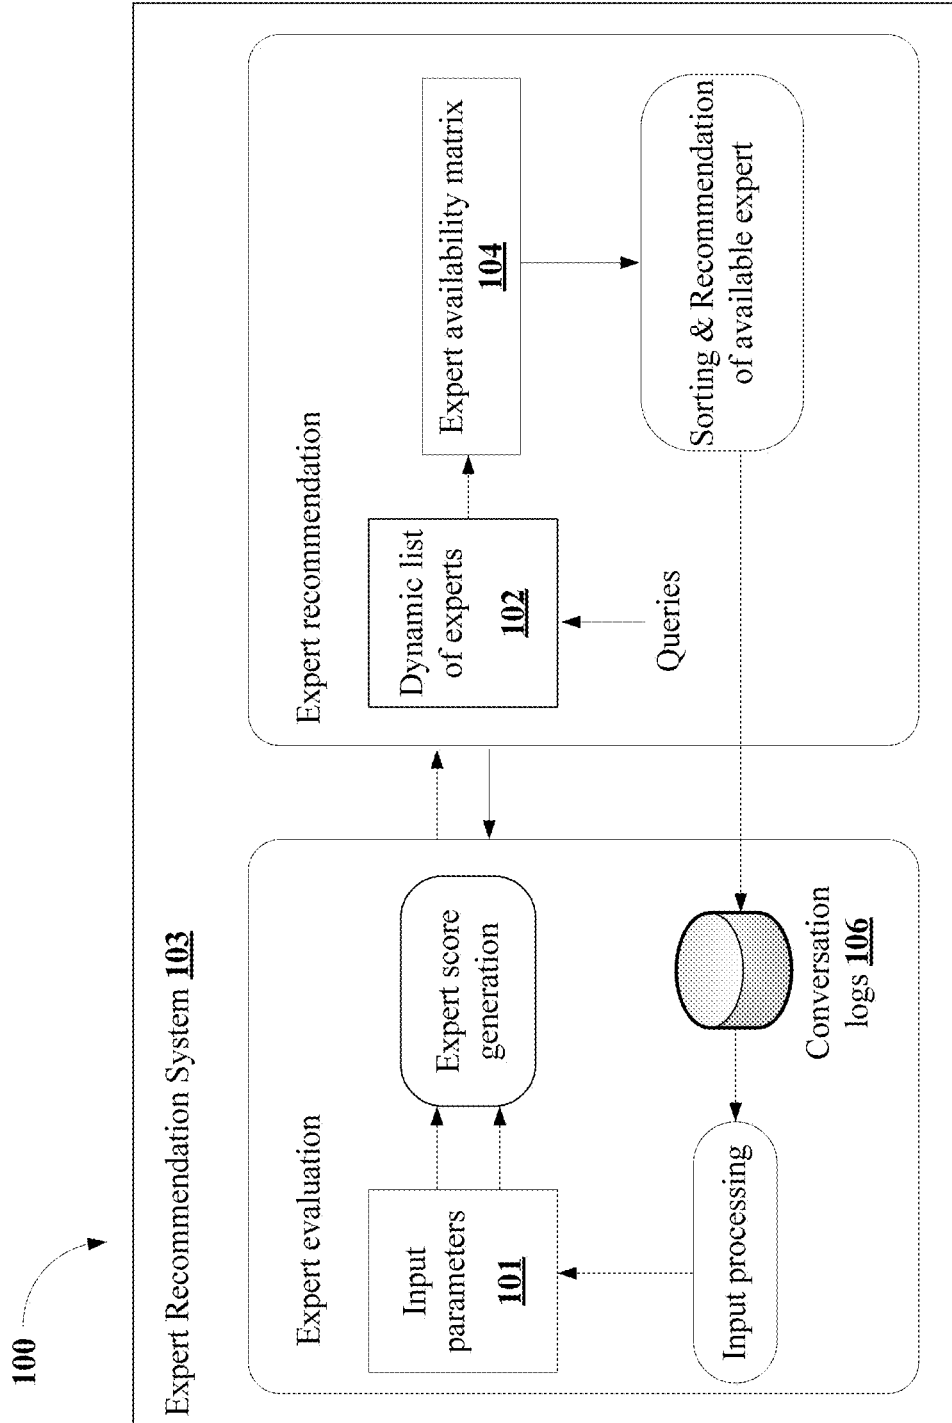 100
Expert Recommendation System 103
Expert evaluation
Input
parameters
101
Expert score
generation
Input processing
Conversation
logs 106
Expert recommendation
Dynamic list
of experts
102
Queries
Expert availability matrix
104
Sorting & Recommendation
of available expert